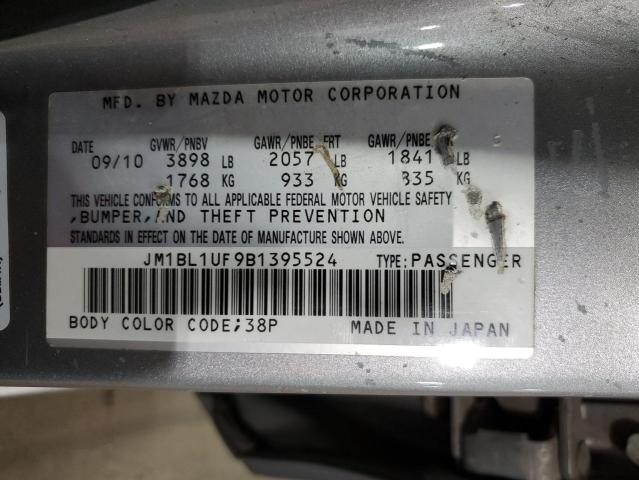 MFD. BY MAZDA MOTOR CORPORATION
DATE GVWR/PNBV GAWR/PNBE FRT GAWR/PNBE
09/10 3898 LB 2057 LB 1841 LB
1768 KG 933 KG 835 KG
THIS VEHICLE CONFORMS TO ALL APPLICABLE FEDERAL MOTOR VEHICLE SAFETY
,BUMPER,AND THEFT PREVENTION
STANDARDS IN EFFECT ON THE DATE OF MANUFACTURE SHOWN ABOVE.
JM1BL1UF9B1395524 TYPE:PASSENGER
BODY COLOR CODE;38P MADE IN JAPAN